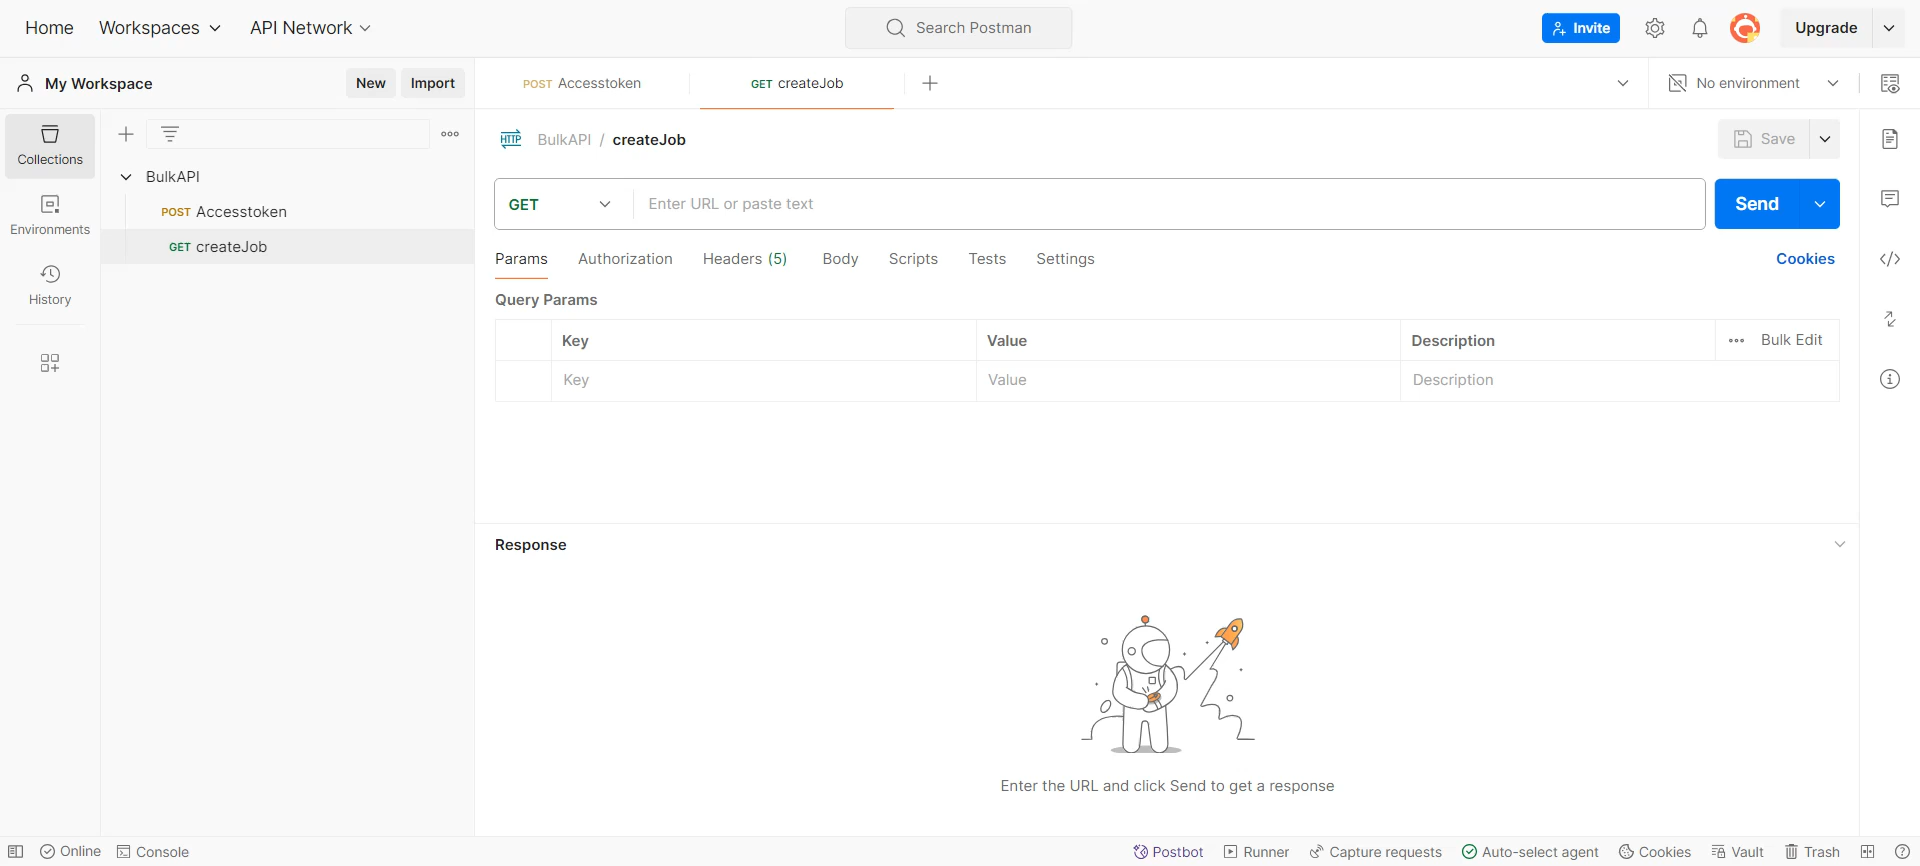 Home Workspaces API Network Search Postman Invite Upgrade
My Workspace New Import POST Accesstoken GET createJob No environment
Collections
Environments
History
BulkAPI
POST Accesstoken
GET createJob
HTTP BulkAPI / createJob Save
GET Enter URL or paste text Send
Params Authorization Headers (5) Body Scripts Tests Settings Cookies
Query Params
Key Value Description Bulk Edit
Key Value Description
Response
Enter the URL and click Send to get a response
Online Console Postbot Runner Capture requests Auto-select agent Cookies Vault Trash